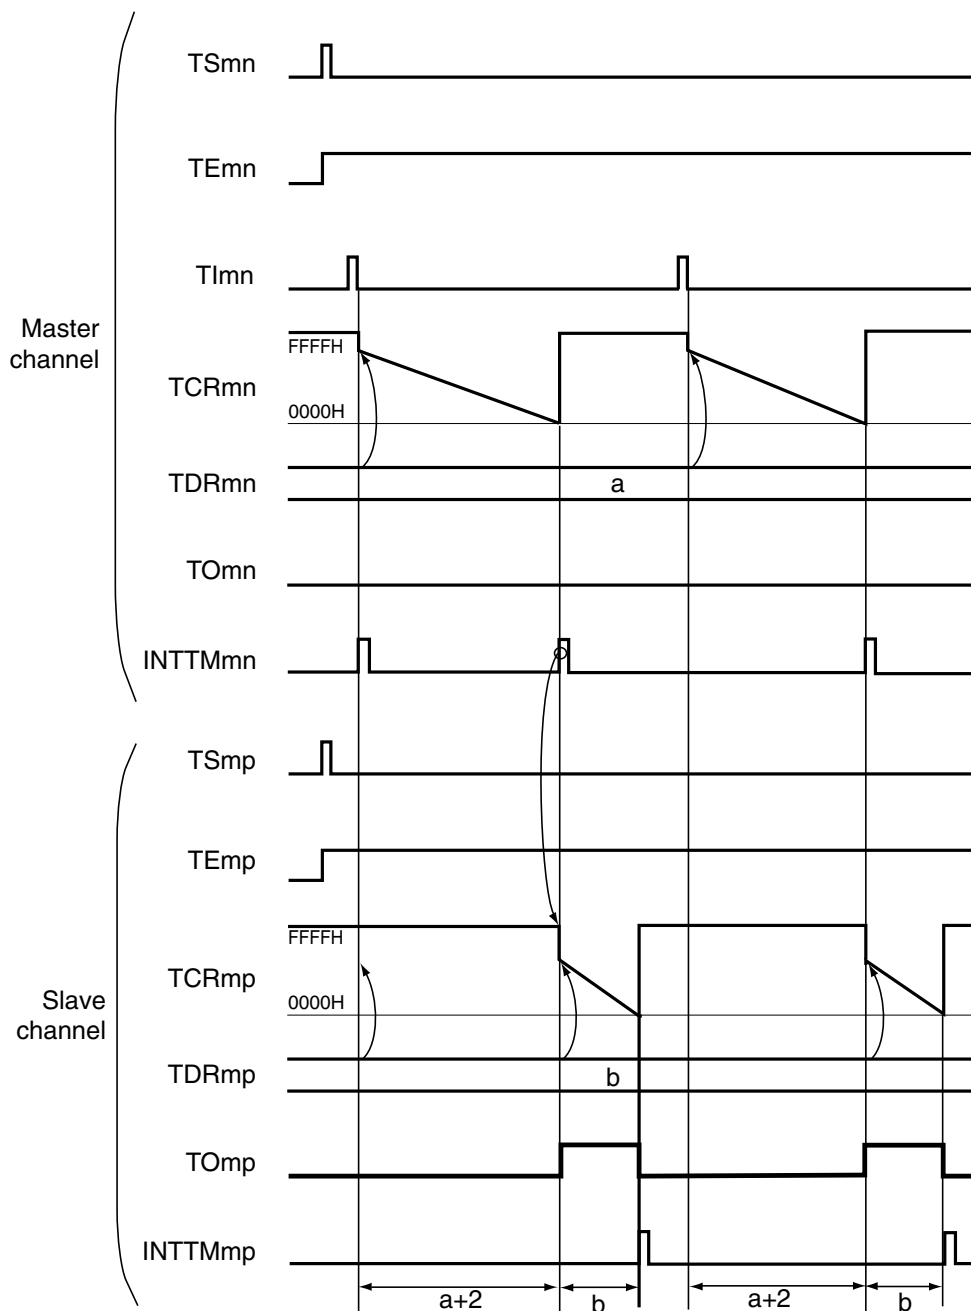 TSmn
TEmn
TImn
Master
channel
FFFFH
TCRmn
0000H
TDRmn
a
TOmn
INTTMmn
TSmp
TEmp
FFFFH
TCRmp
0000H
Slave
channel
TDRmp
b
TOmp
INTTMmp
a+2 b a+2 b